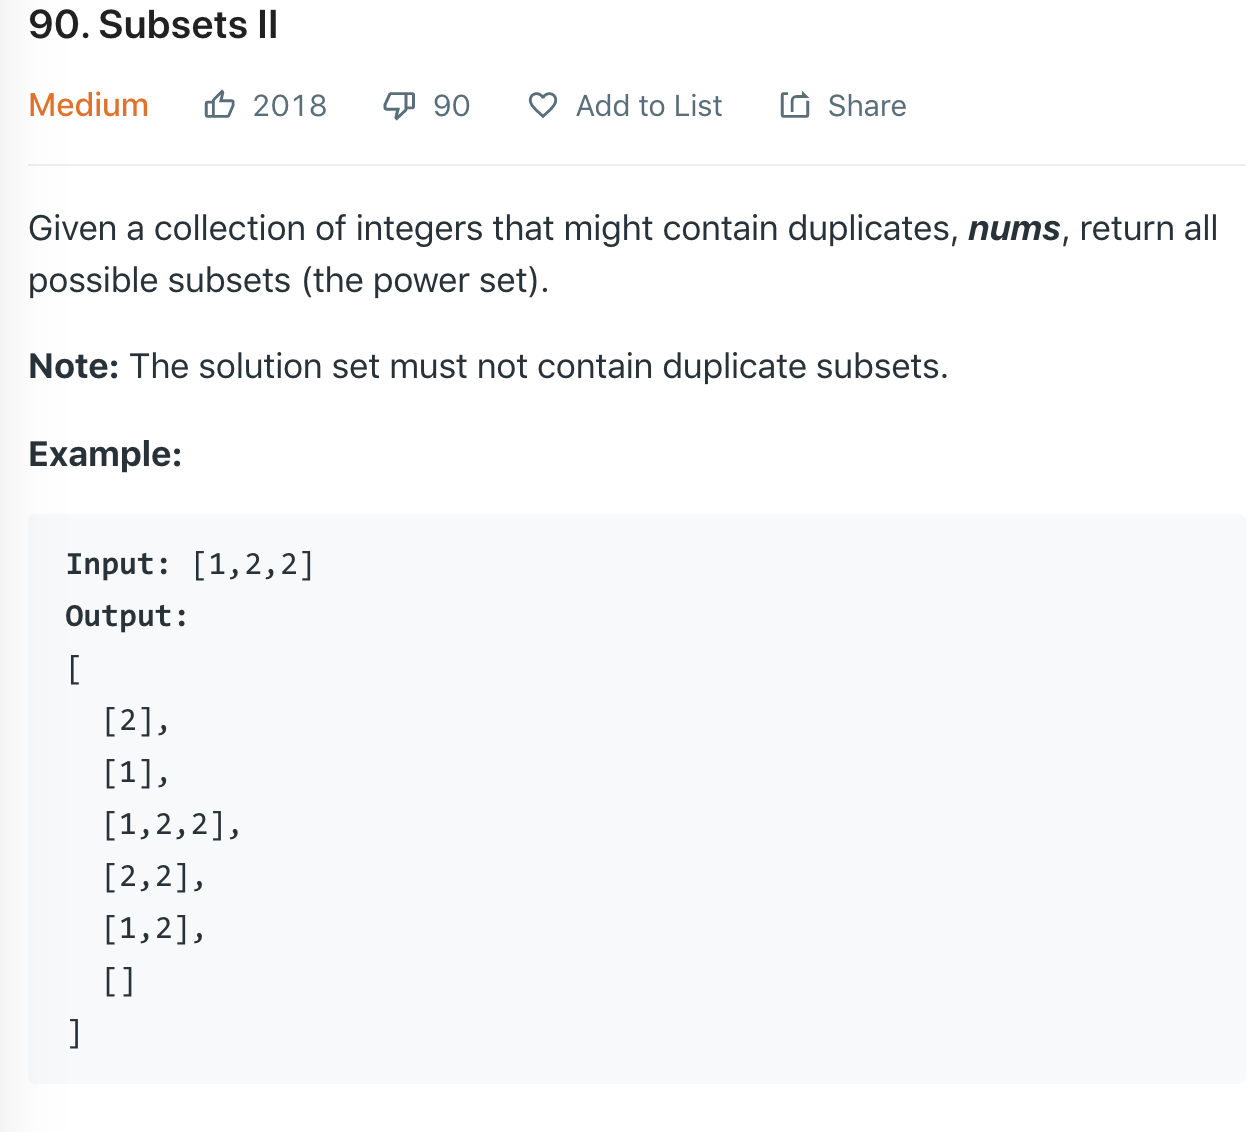 90. Subsets II
Medium 2018 90 Add to List Share
Given a collection of integers that might contain duplicates, nums, return all
possible subsets (the power set).
Note: The solution set must not contain duplicate subsets.
Example:
Input: [1,2,2]
Output:
[
  [2],
  [1],
  [1,2,2],
  [2,2],
  [1,2],
  []
]